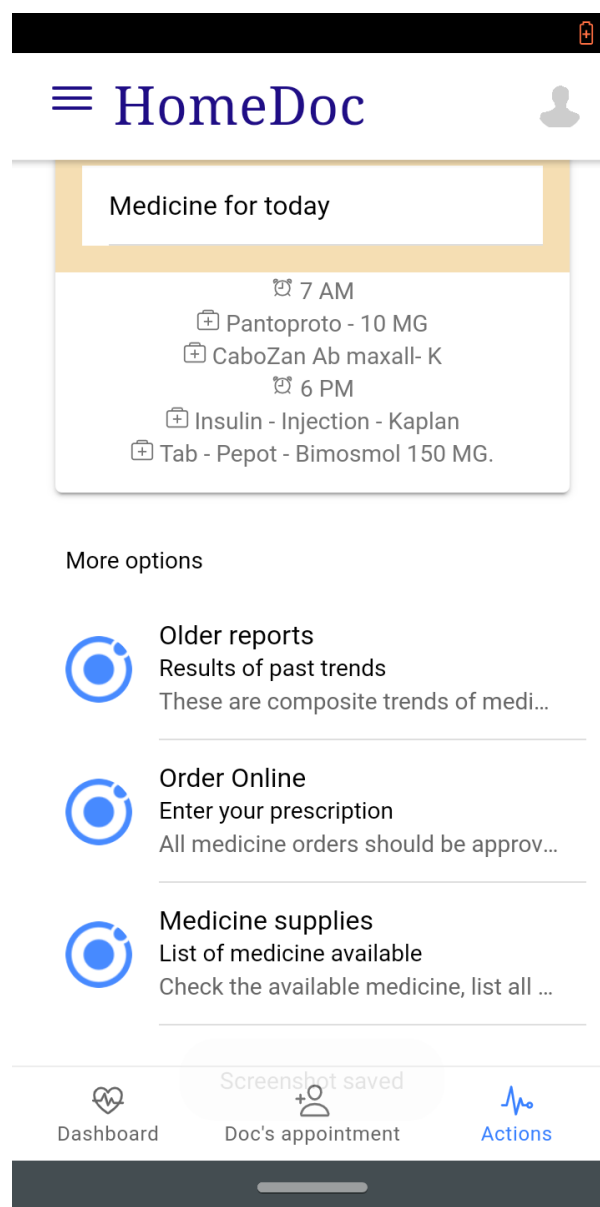 HomeDoc
Medicine for today
7 AM
Pantoproto - 10 MG
CaboZan Ab maxall- K
6 PM
Insulin - Injection - Kaplan
Tab - Pepot - Bimosmol 150 MG.
More options
Older reports
Results of past trends
These are composite trends of medi...
Order Online
Enter your prescription
All medicine orders should be approv...
Medicine supplies
List of medicine available
Check the available medicine, list all ...
Screenshot saved
Dashboard
Doc's appointment
Actions